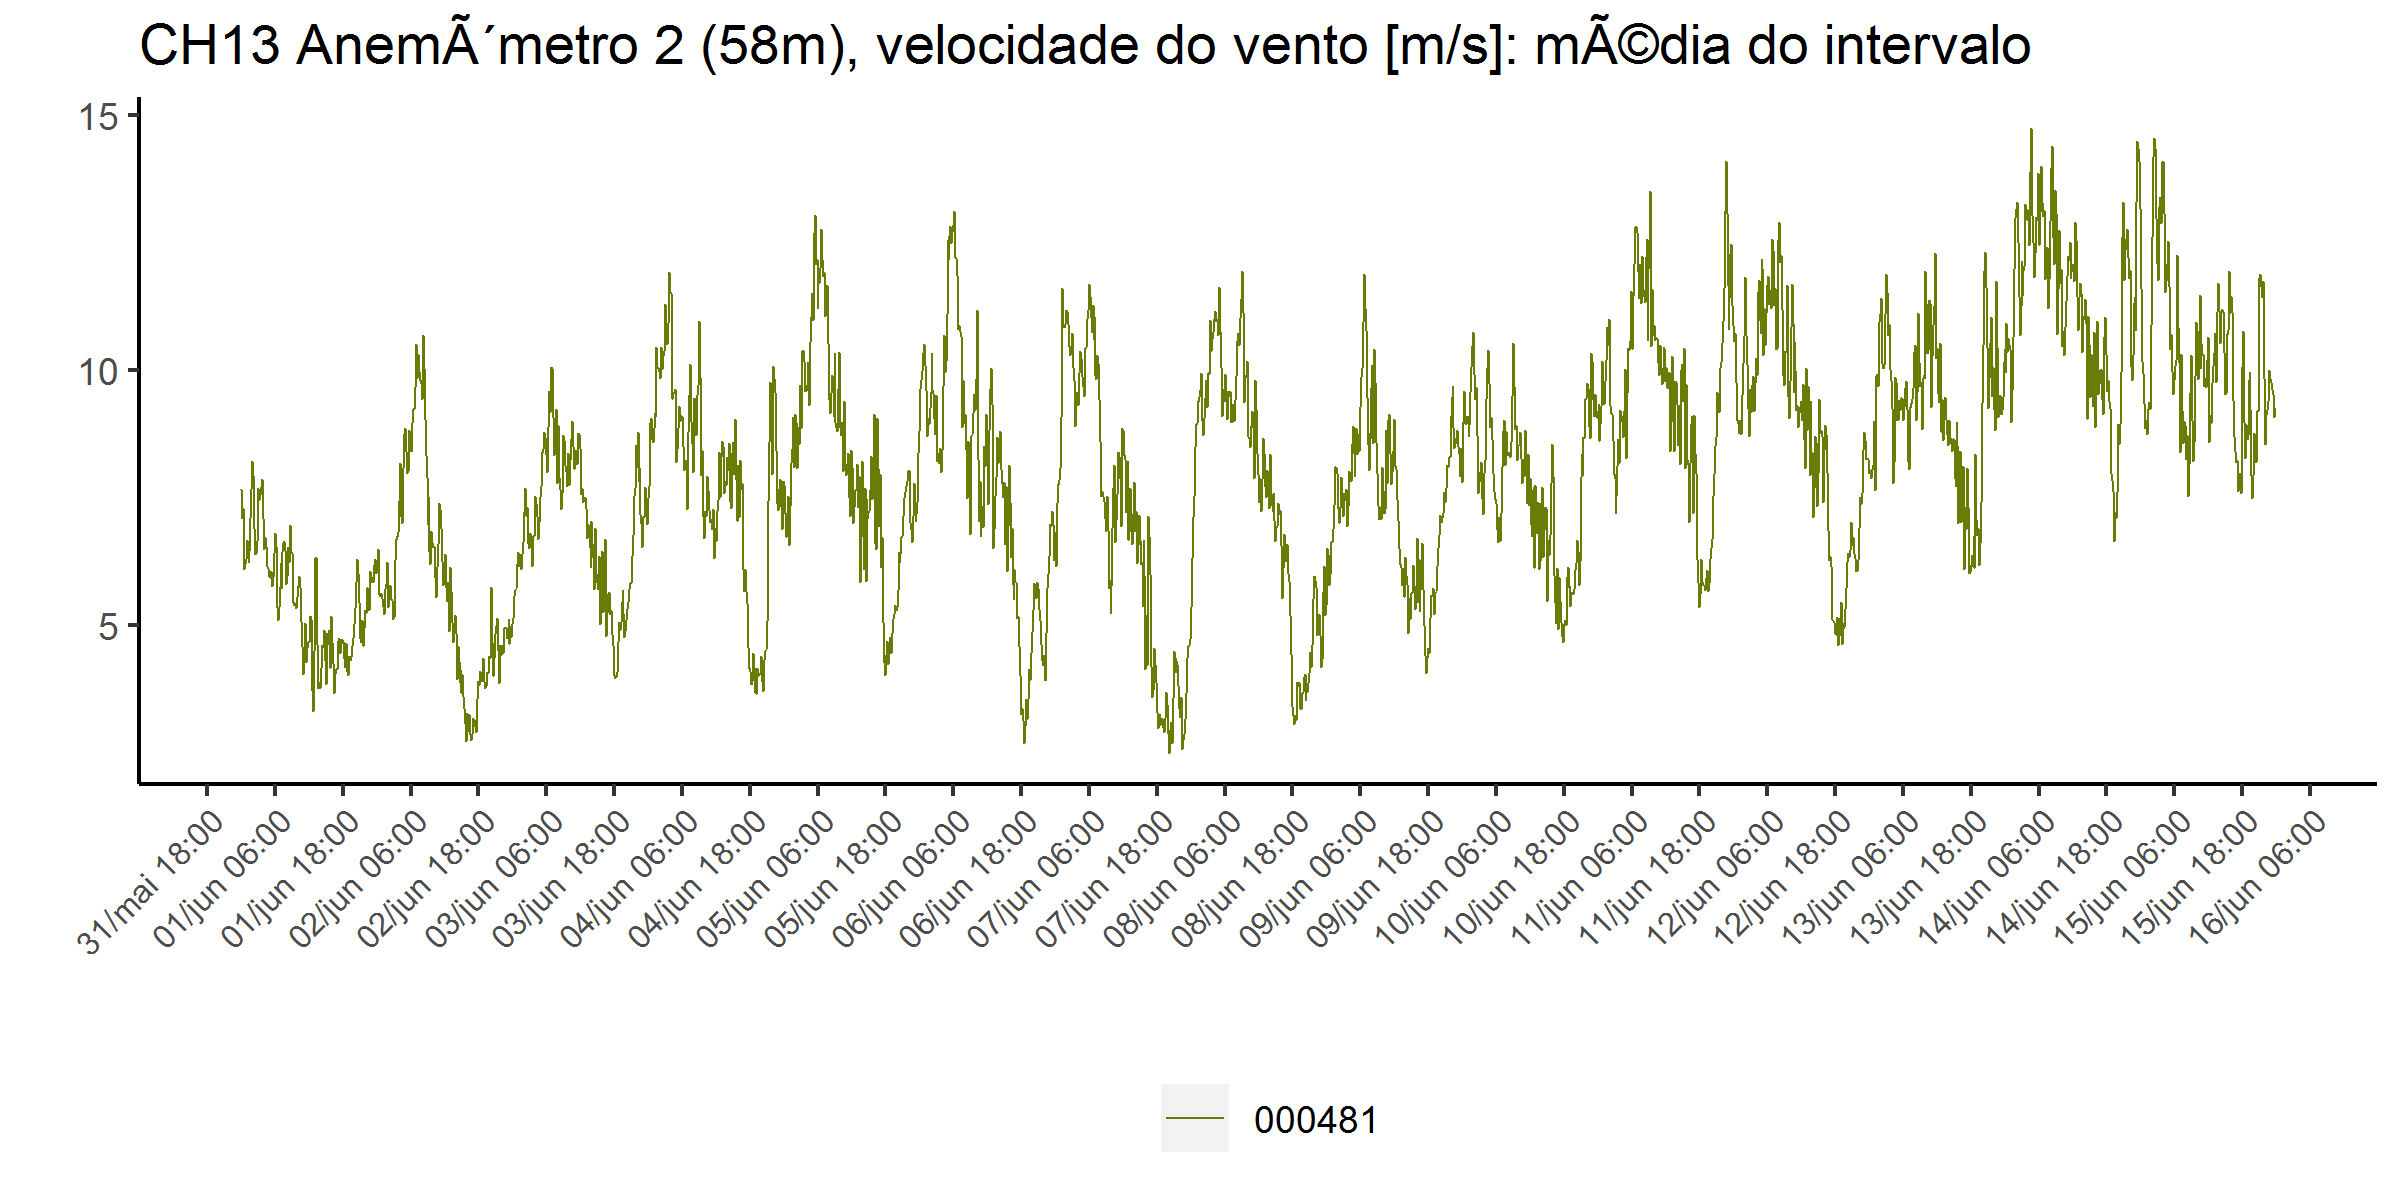 CH13 AnemÃ´metro 2 (58m), velocidade do vento [m/s]: mÃ©dia do intervalo
15
10
5
31/mai 18:00
01/jun 06:00
01/jun 18:00
02/jun 06:00
02/jun 18:00
03/jun 06:00
03/jun 18:00
04/jun 06:00
04/jun 18:00
05/jun 06:00
05/jun 18:00
06/jun 06:00
06/jun 18:00
07/jun 06:00
07/jun 18:00
08/jun 06:00
08/jun 18:00
09/jun 06:00
09/jun 18:00
10/jun 06:00
10/jun 18:00
11/jun 06:00
11/jun 18:00
12/jun 06:00
12/jun 18:00
13/jun 06:00
13/jun 18:00
14/jun 06:00
14/jun 18:00
15/jun 06:00
15/jun 18:00
16/jun 06:00
000481